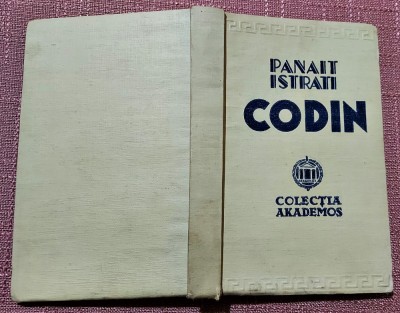 PANAIT
ISTRATI
CODIN
COLECȚIA
AKADEMOS